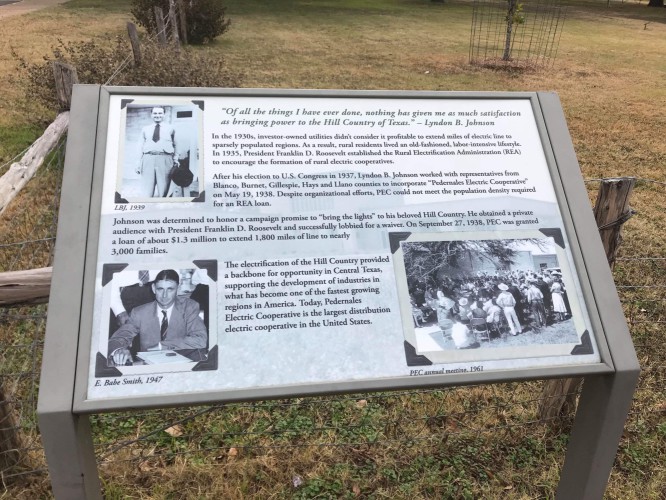 "Of all the things I have ever done, nothing has given me as much satisfaction
as bringing power to the Hill Country of Texas." – Lyndon B. Johnson
In the 1930s, investor-owned utilities didn't consider it profitable to extend miles of electric line to
sparsely populated regions. As a result, rural residents lived an old-fashioned, labor-intensive lifestyle.
In 1935, President Franklin D. Roosevelt established the Rural Electrification Administration (REA)
to encourage the formation of rural electric cooperatives.
After his election to U.S. Congress in 1937, Lyndon B. Johnson worked with representatives from
Blanco, Burnet, Gillespie, Hays and Llano counties to incorporate "Pedernales Electric Cooperative"
on May 19, 1938. Despite organizational efforts, PEC could not meet the population density required
for an REA loan.
LBJ, 1939
Johnson was determined to honor a campaign promise to "bring the lights" to his beloved Hill Country. He obtained a private
audience with President Franklin D. Roosevelt and successfully lobbied for a waiver. On September 27, 1938, PEC was granted
a loan of about $1.3 million to extend 1,800 miles of line to nearly
3,000 families.
The electrification of the Hill Country provided
a backbone for opportunity in Central Texas,
supporting the development of industries in
what has become one of the fastest growing
regions in America. Today, Pedernales
Electric Cooperative is the largest distribution
electric cooperative in the United States.
E. Babe Smith, 1947
PEC annual meeting, 1961